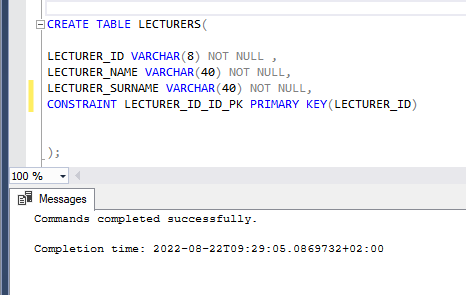 CREATE TABLE LECTURERS(
LECTURER_ID VARCHAR(8) NOT NULL ,
LECTURER_NAME VARCHAR(40) NOT NULL,
LECTURER_SURNAME VARCHAR(40) NOT NULL,
CONSTRAINT LECTURER_ID_ID_PK PRIMARY KEY(LECTURER_ID)
);
100 %
Messages
Commands completed successfully.
Completion time: 2022-08-22T09:29:05.0869732+02:00